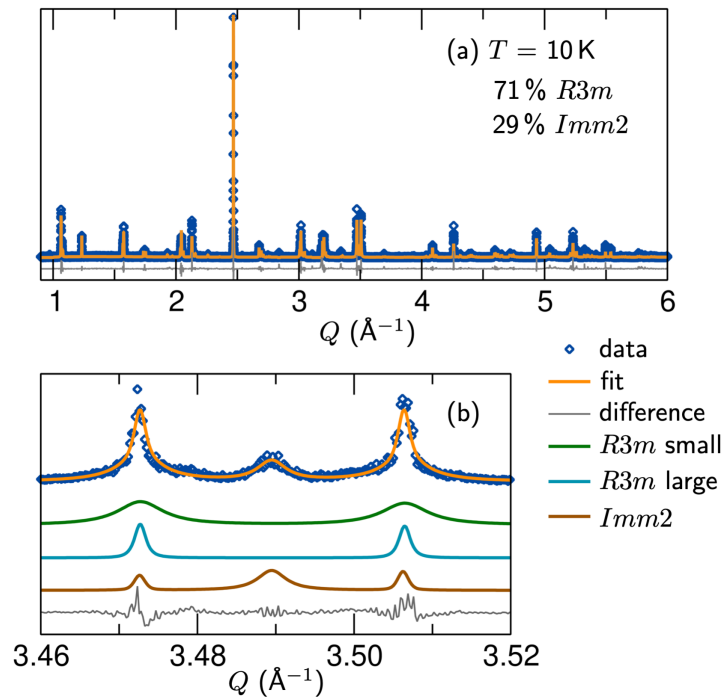 (a) T = 10 K
71 % R3m
29 % Imm2
1 2 3 4 5 6
Q (Å⁻¹)
data
fit
difference
R3m small
R3m large
Imm2
(b)
3.46 3.48 3.50 3.52
Q (Å⁻¹)